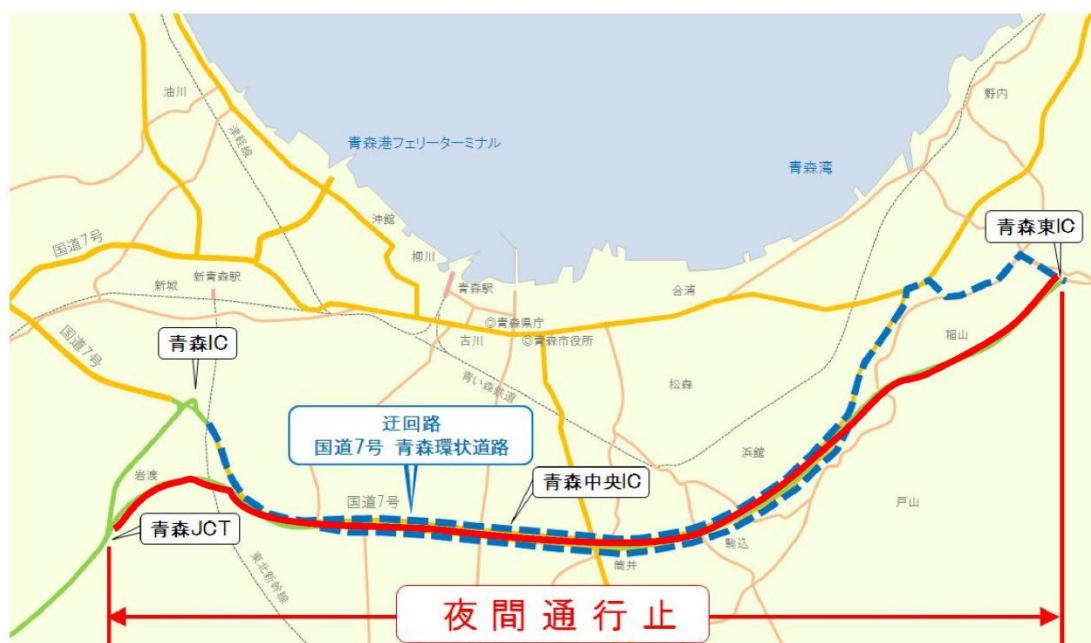 油川
津軽線
青森港フェリーターミナル
青森湾
野内
国道7号
新城
新青森駅
沖館
柳川
青森駅
合浦
青森東IC
◎青森県庁
古川
◎青森市役所
国道7号
青森IC
青い森鉄道
松森
稲山
迂回路
国道7号 青森環状道路
浜館
岩渡
国道7号
青森中央IC
戸山
青森JCT
東北新幹線
筒井
駒込
夜間通行止